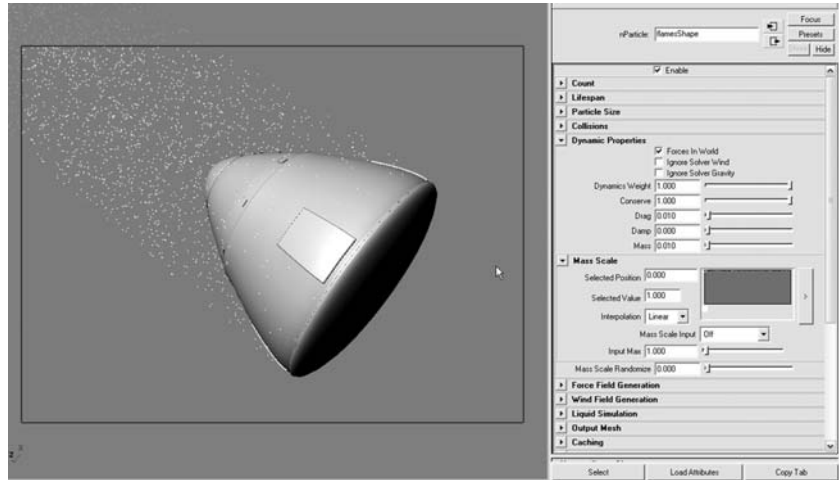 Focus
nParticle: flamesShape
Presets
Show Hide
Enable
Count
Lifespan
Particle Size
Collisions
Dynamic Properties
Forces In World
Ignore Solver Wind
Ignore Solver Gravity
Dynamics Weight 1.000
Conserve 1.000
Drag 0.010
Damp 0.000
Mass 0.010
Mass Scale
Selected Position 0.000
Selected Value 1.000
Interpolation Linear
Mass Scale Input Off
Input Max 1.000
Mass Scale Randomize 0.000
Force Field Generation
Wind Field Generation
Liquid Simulation
Output Mesh
Caching
Select Load Attributes Copy Tab